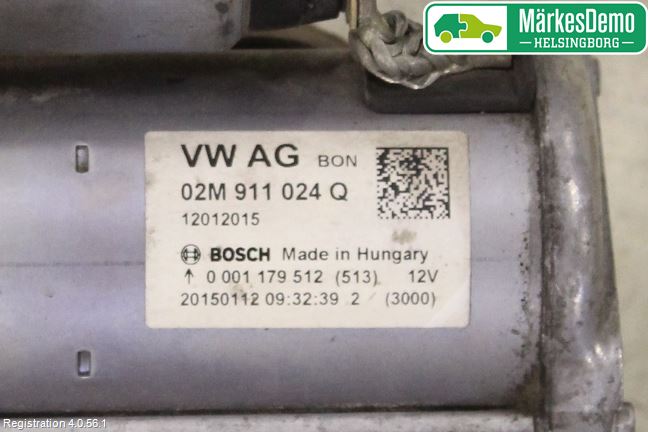 MärkesDemo
HELSINGBORG
VW AG BON
02M 911 024 Q
12012015
BOSCH Made in Hungary
↑ 0 001 179 512 (513) 12V
20150112 09:32:39 2 (3000)
Registration 4.0.56.1